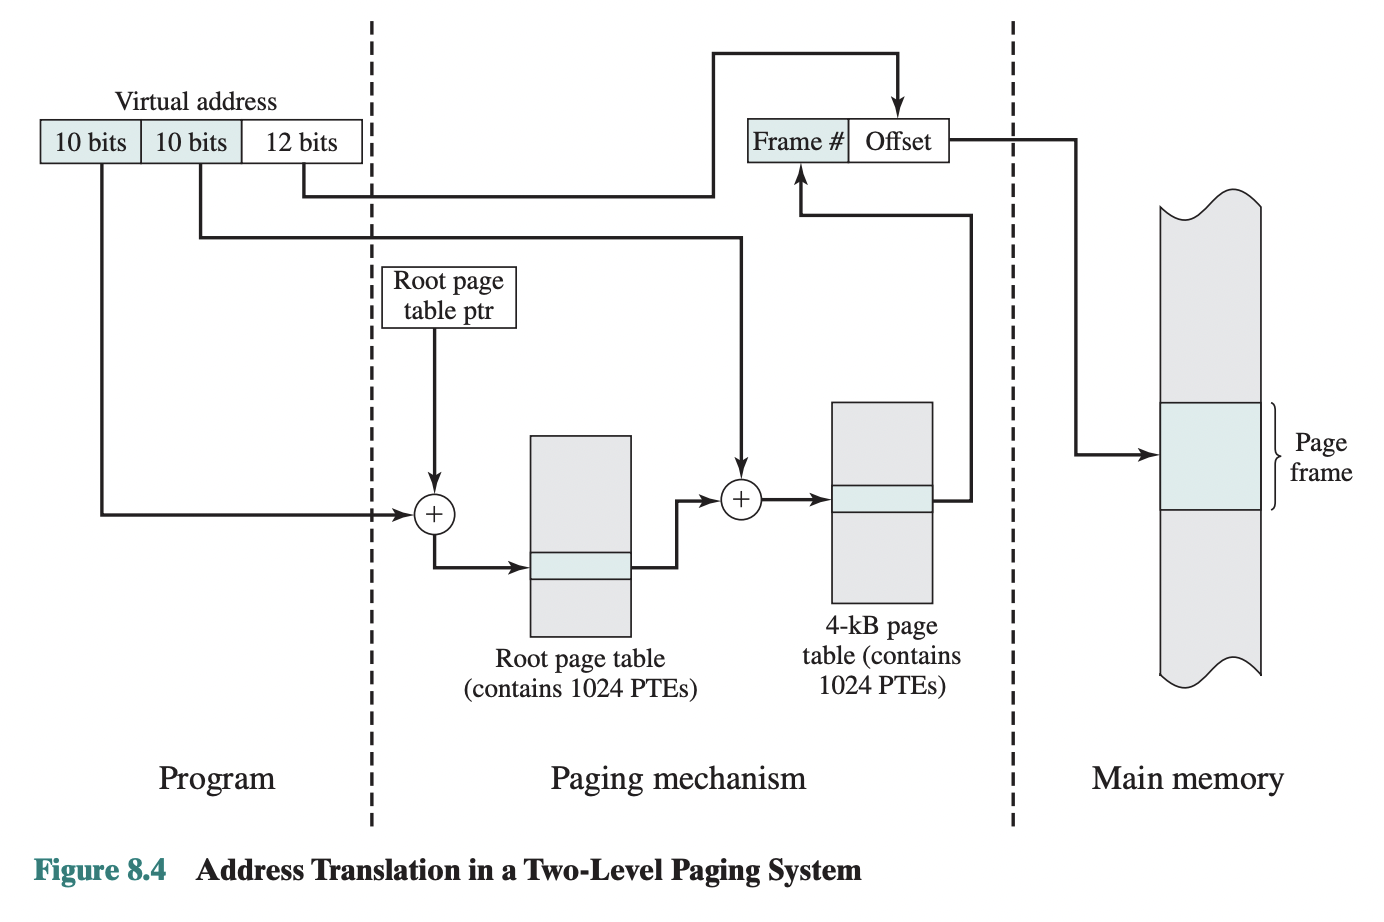 Virtual address
10 bits 10 bits 12 bits
Frame # Offset
Root page
table ptr
+
+
Page
frame
Root page table
(contains 1024 PTEs)
4-kB page
table (contains
1024 PTEs)
Program
Paging mechanism
Main memory
Figure 8.4 Address Translation in a Two-Level Paging System